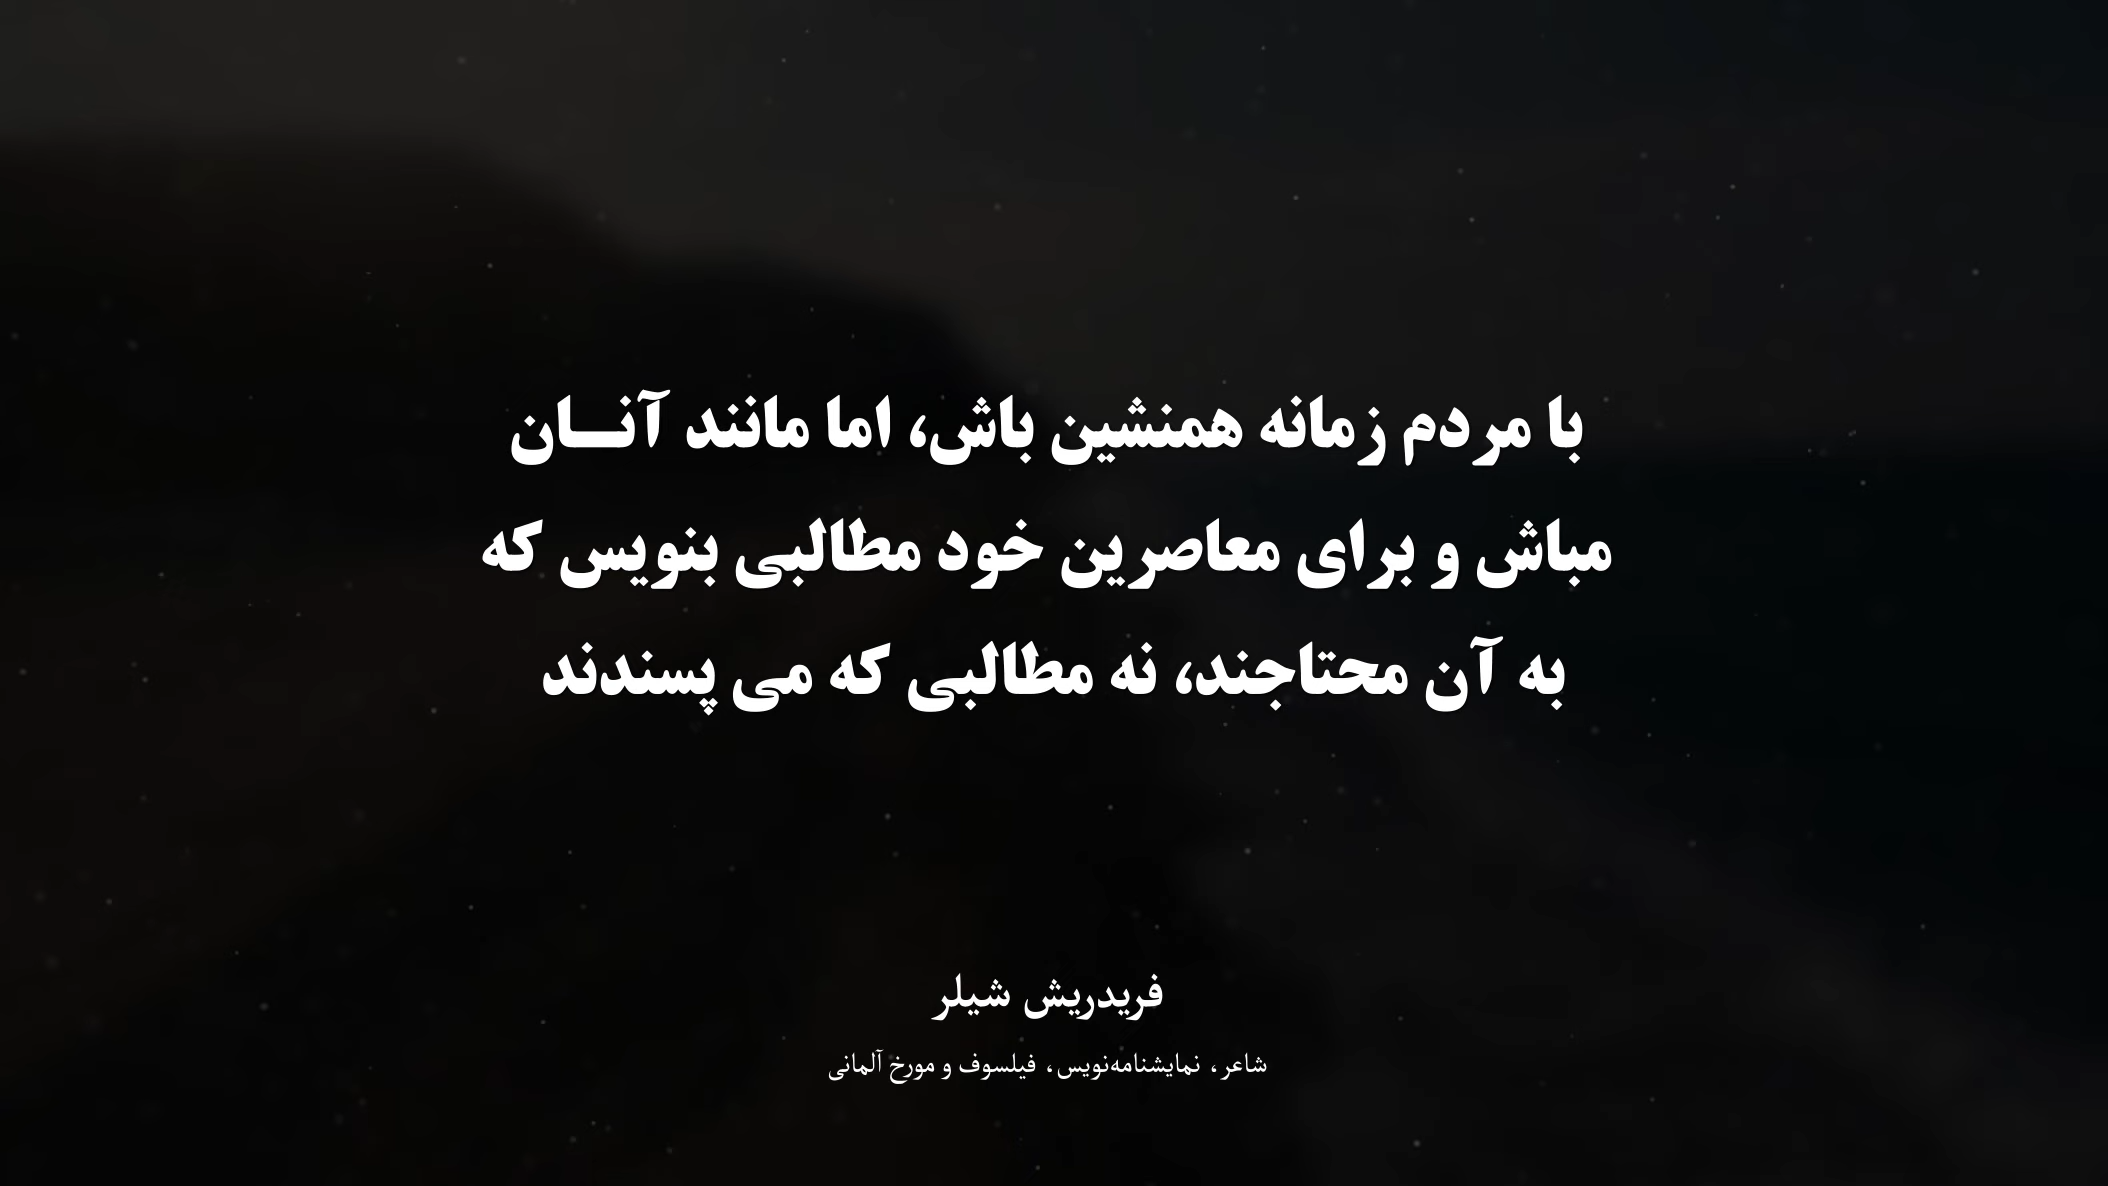 با مردم زمانه همنشین باش، اما مانند آنـــان
مباش و برای معاصرین خود مطالبی بنویس که
به آن محتاجند، نه مطالبی که می پسندند
فریدریش شیلر
شاعر، نمایشنامه‌نویس، فیلسوف و مورخ آلمانی